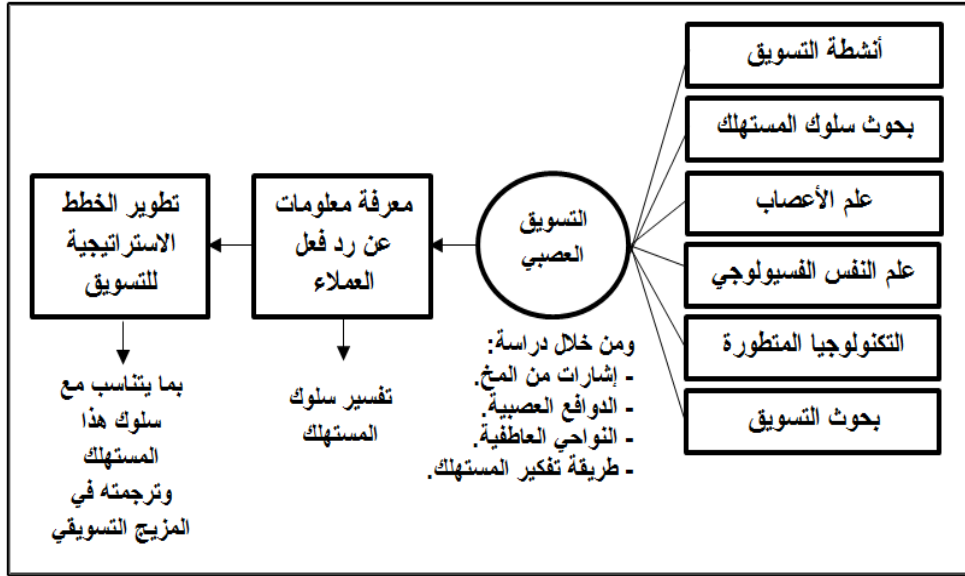 أنشطة التسويق
بحوث سلوك المستهلك
علم الأعصاب
علم النفس الفسيولوجي
التكنولوجيا المتطورة
بحوث التسويق
التسويق
العصبي
ومن خلال دراسة:
- إشارات من المخ.
- الدوافع العصبية.
- النواحي العاطفية.
- طريقة تفكير المستهلك.
معرفة معلومات
عن رد فعل
العملاء
تفسير سلوك
المستهلك
تطوير الخطط
الاستراتيجية
للتسويق
بما يتناسب مع
سلوك هذا
المستهلك
وترجمته في
المزيج التسويقي